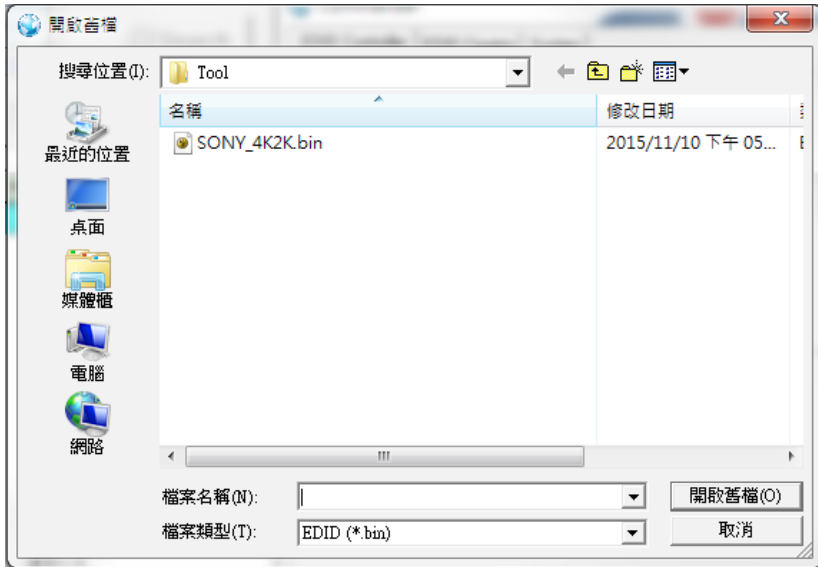 開啟舊檔
搜尋位置(I): Tool
名稱 修改日期
SONY_4K2K.bin 2015/11/10 下午 05...
最近的位置
桌面
媒體櫃
電腦
網路
檔案名稱(N): 開啟舊檔(O)
檔案類型(T): EDID (*.bin) 取消